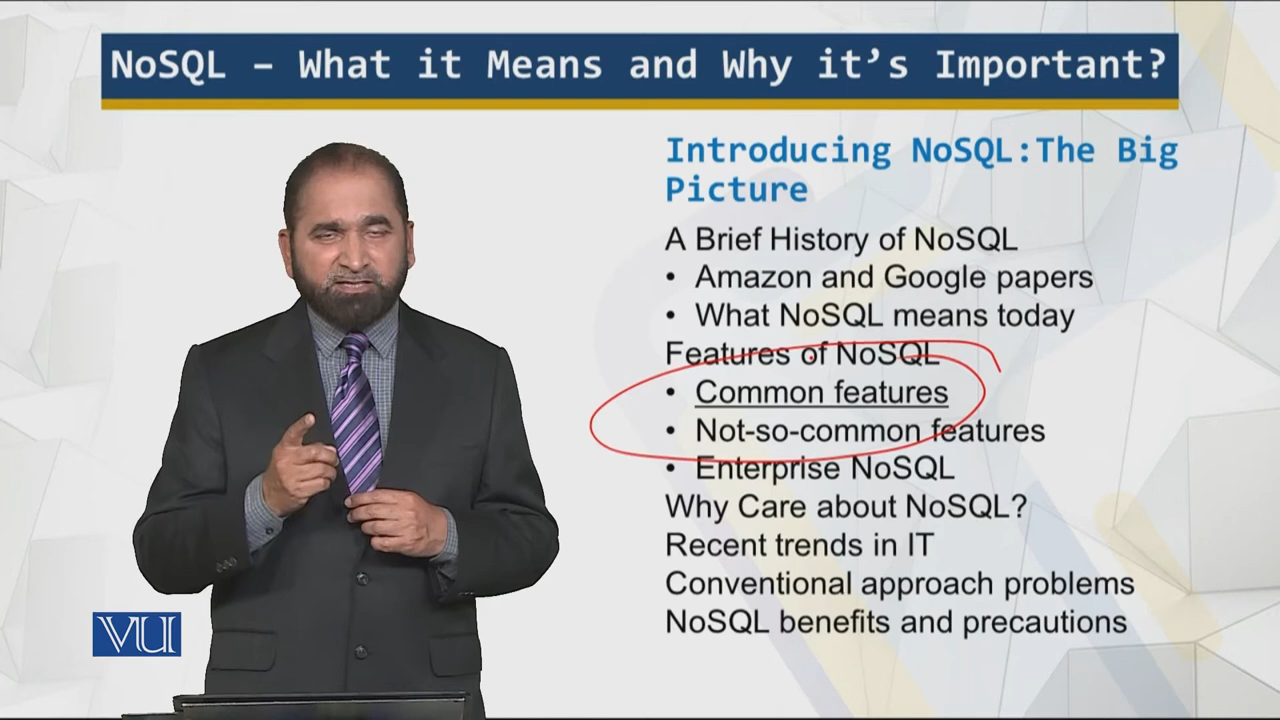 NoSQL – What it Means and Why it’s Important?
Introducing NoSQL:The Big
Picture
A Brief History of NoSQL
• Amazon and Google papers
• What NoSQL means today
Features of NoSQL
• Common features
• Not-so-common features
• Enterprise NoSQL
Why Care about NoSQL?
Recent trends in IT
Conventional approach problems
NoSQL benefits and precautions
VU